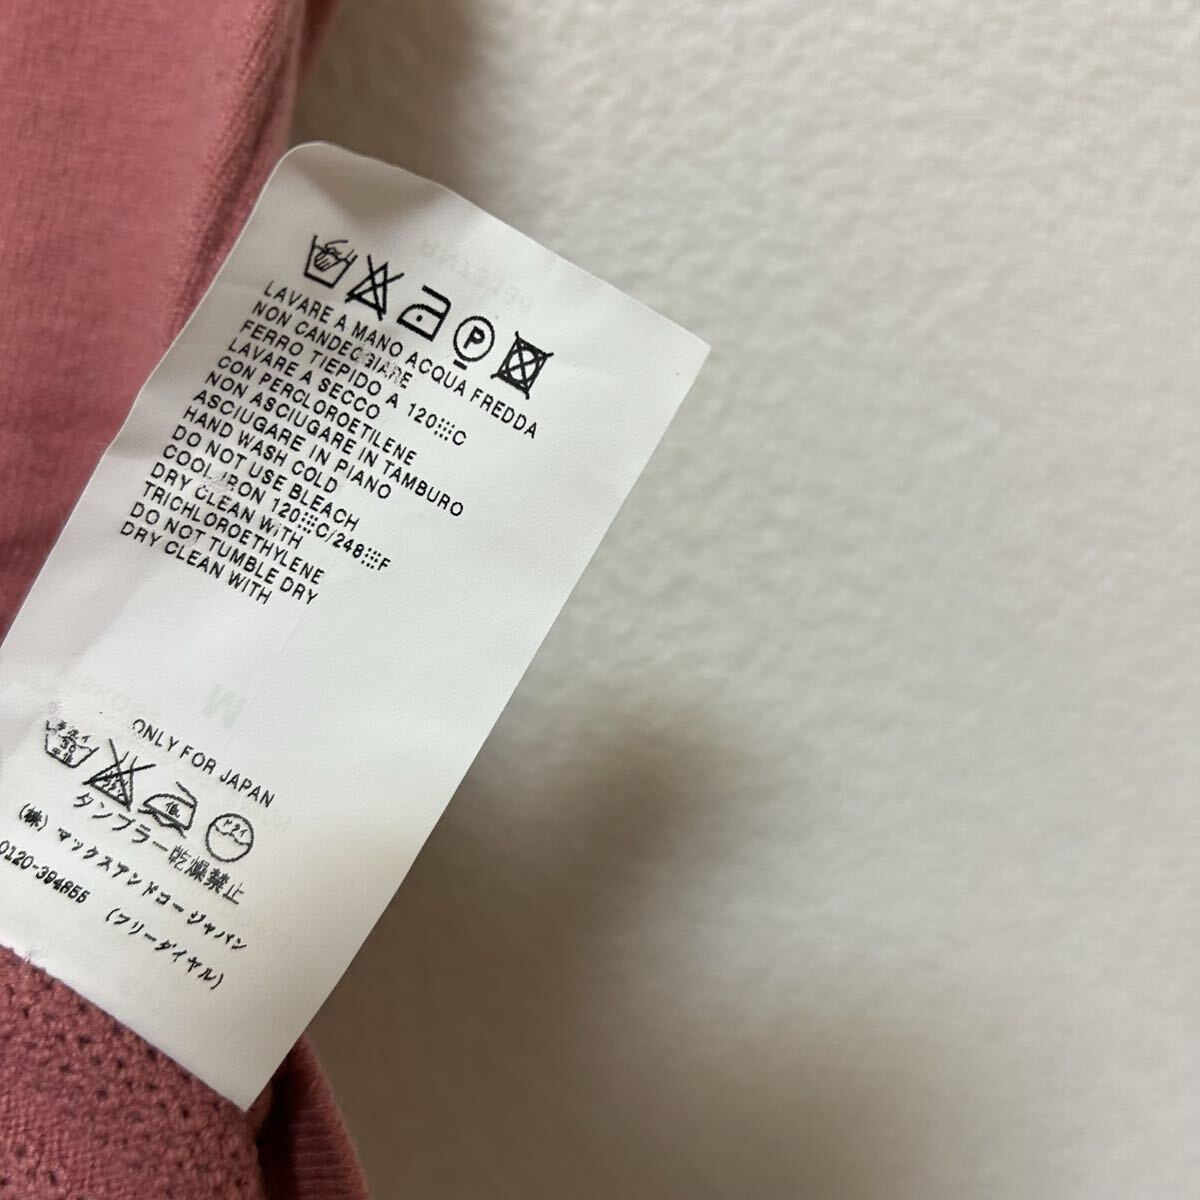 P
LAVARE A MANO ACQUA FREDDA
NON CANDEGGIARE
FERRO TIEPIDO A 120 C
LAVARE A SECCO
CON PERCLOROETILENE
NON ASCIUGARE IN TAMBURO
ASCIUGARE IN PIANO
HAND WASH COLD
DO NOT USE BLEACH
COOL IRON 120 C/248 F
DRY CLEAN WITH
TRICHLOROETHYLENE
DO NOT TUMBLE DRY
DRY CLEAN WITH
M
ONLY FOR JAPAN
タンブラー乾燥禁止
(株) マックスアンドコー ジャパン
0120-394855 (フリーダイヤル)